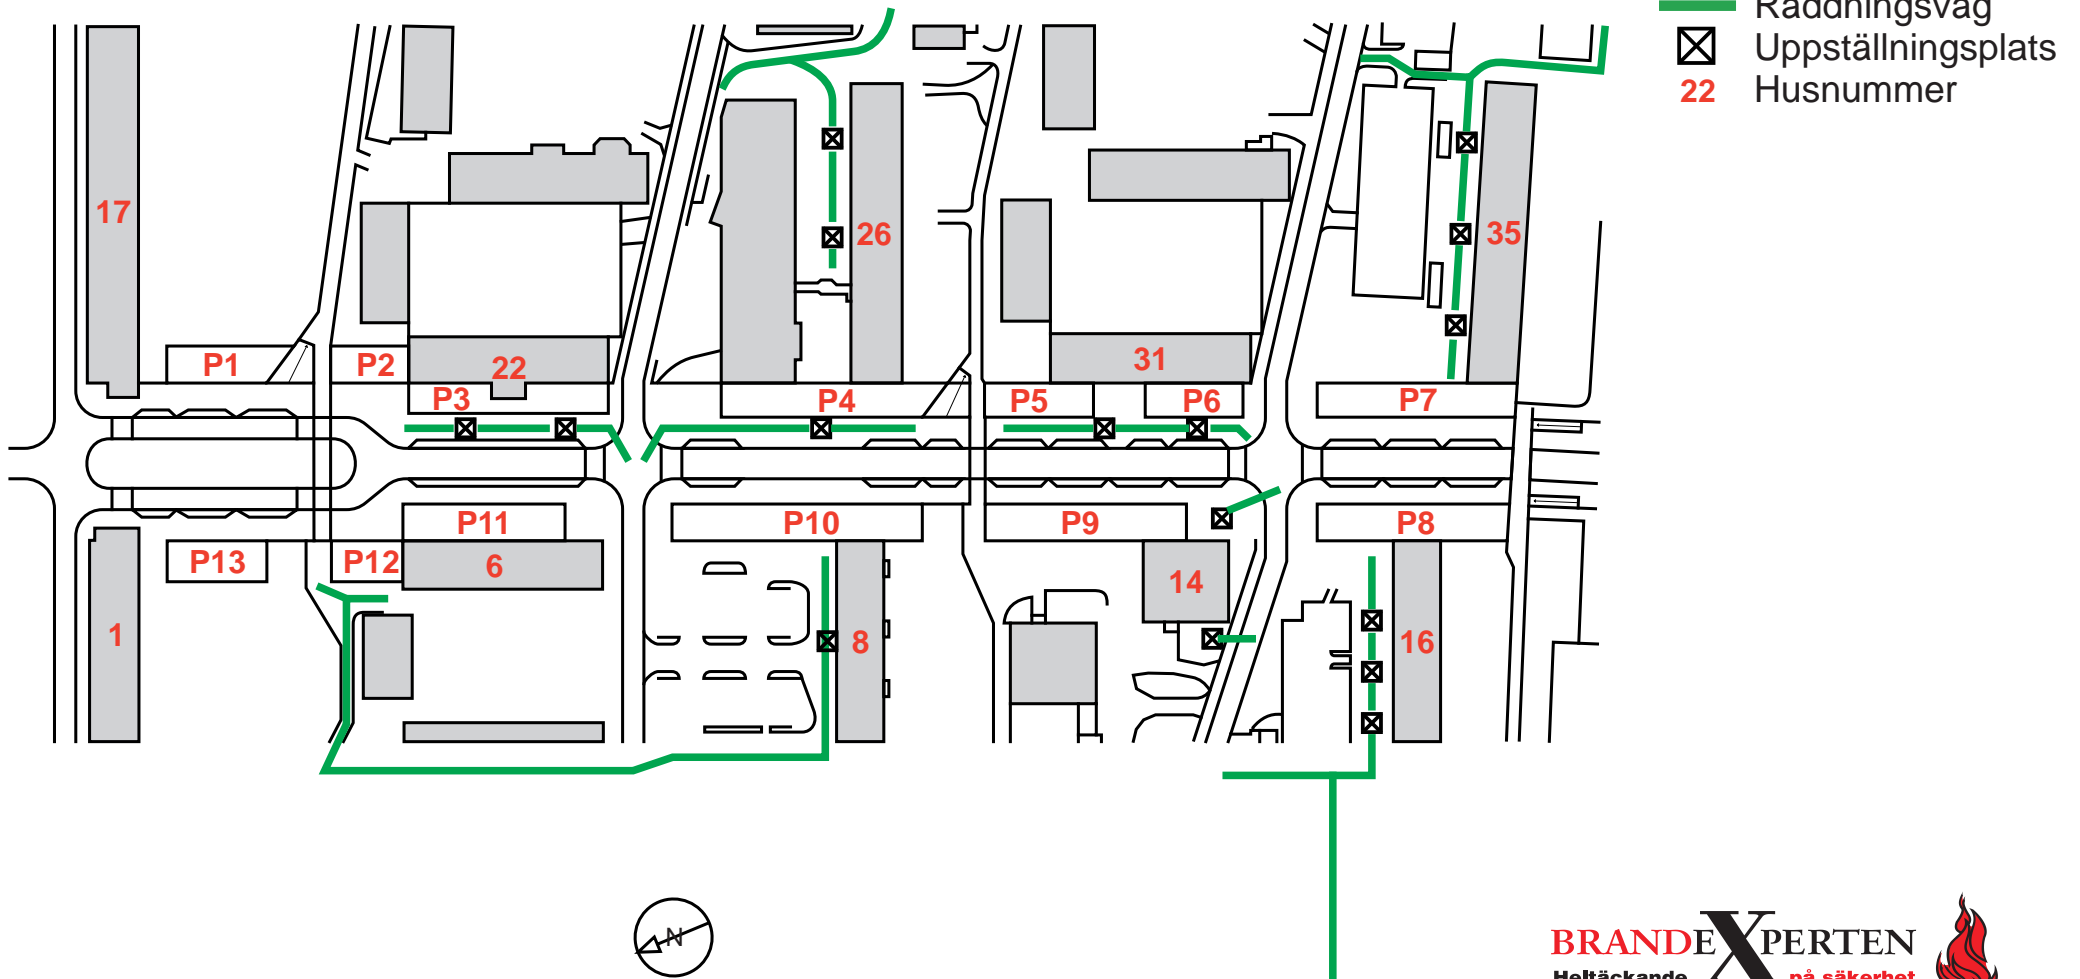 Räddningsväg
Uppställningsplats
22 Husnummer
17
26
35
P1
P2
22
31
P3
P4
P5
P6
P7
P11
P10
P9
P8
P13
P12
6
14
1
8
16
N
BRANDEXPERTEN
Heltäckande på säkerhet